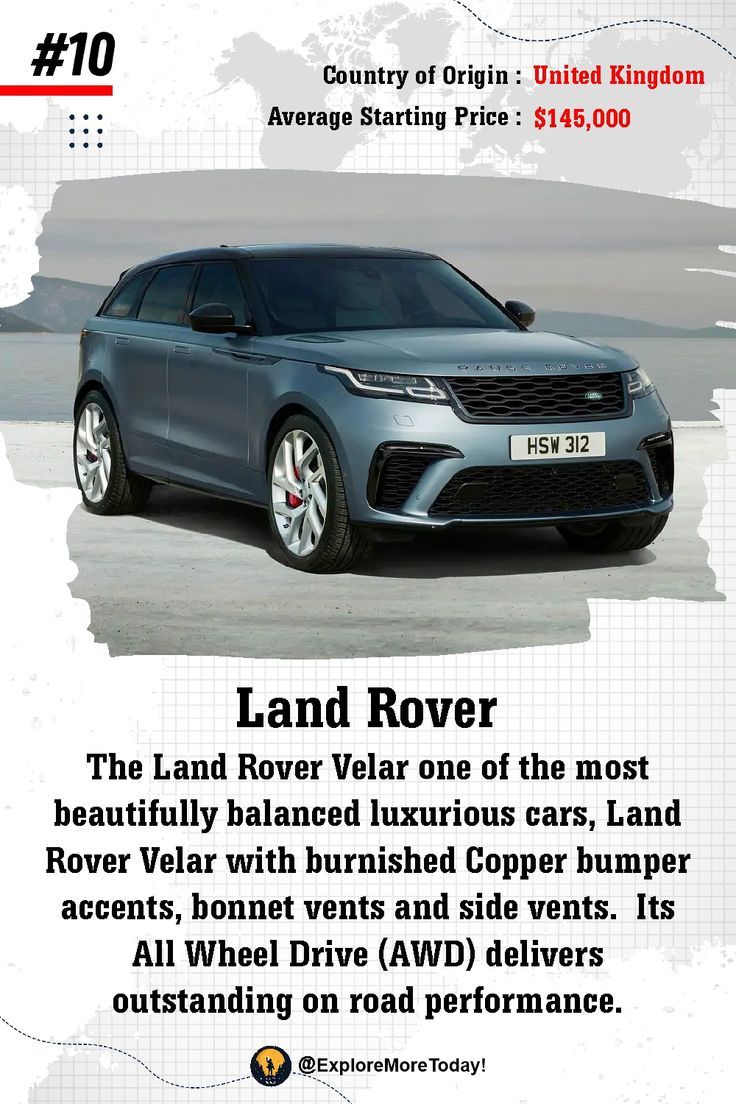 #10
Country of Origin : United Kingdom
Average Starting Price : $145,000
RANGE ROVER
HSW 312
Land Rover
The Land Rover Velar one of the most
beautifully balanced luxurious cars, Land
Rover Velar with burnished Copper bumper
accents, bonnet vents and side vents. Its
All Wheel Drive (AWD) delivers
outstanding on road performance.
@ExploreMoreToday!